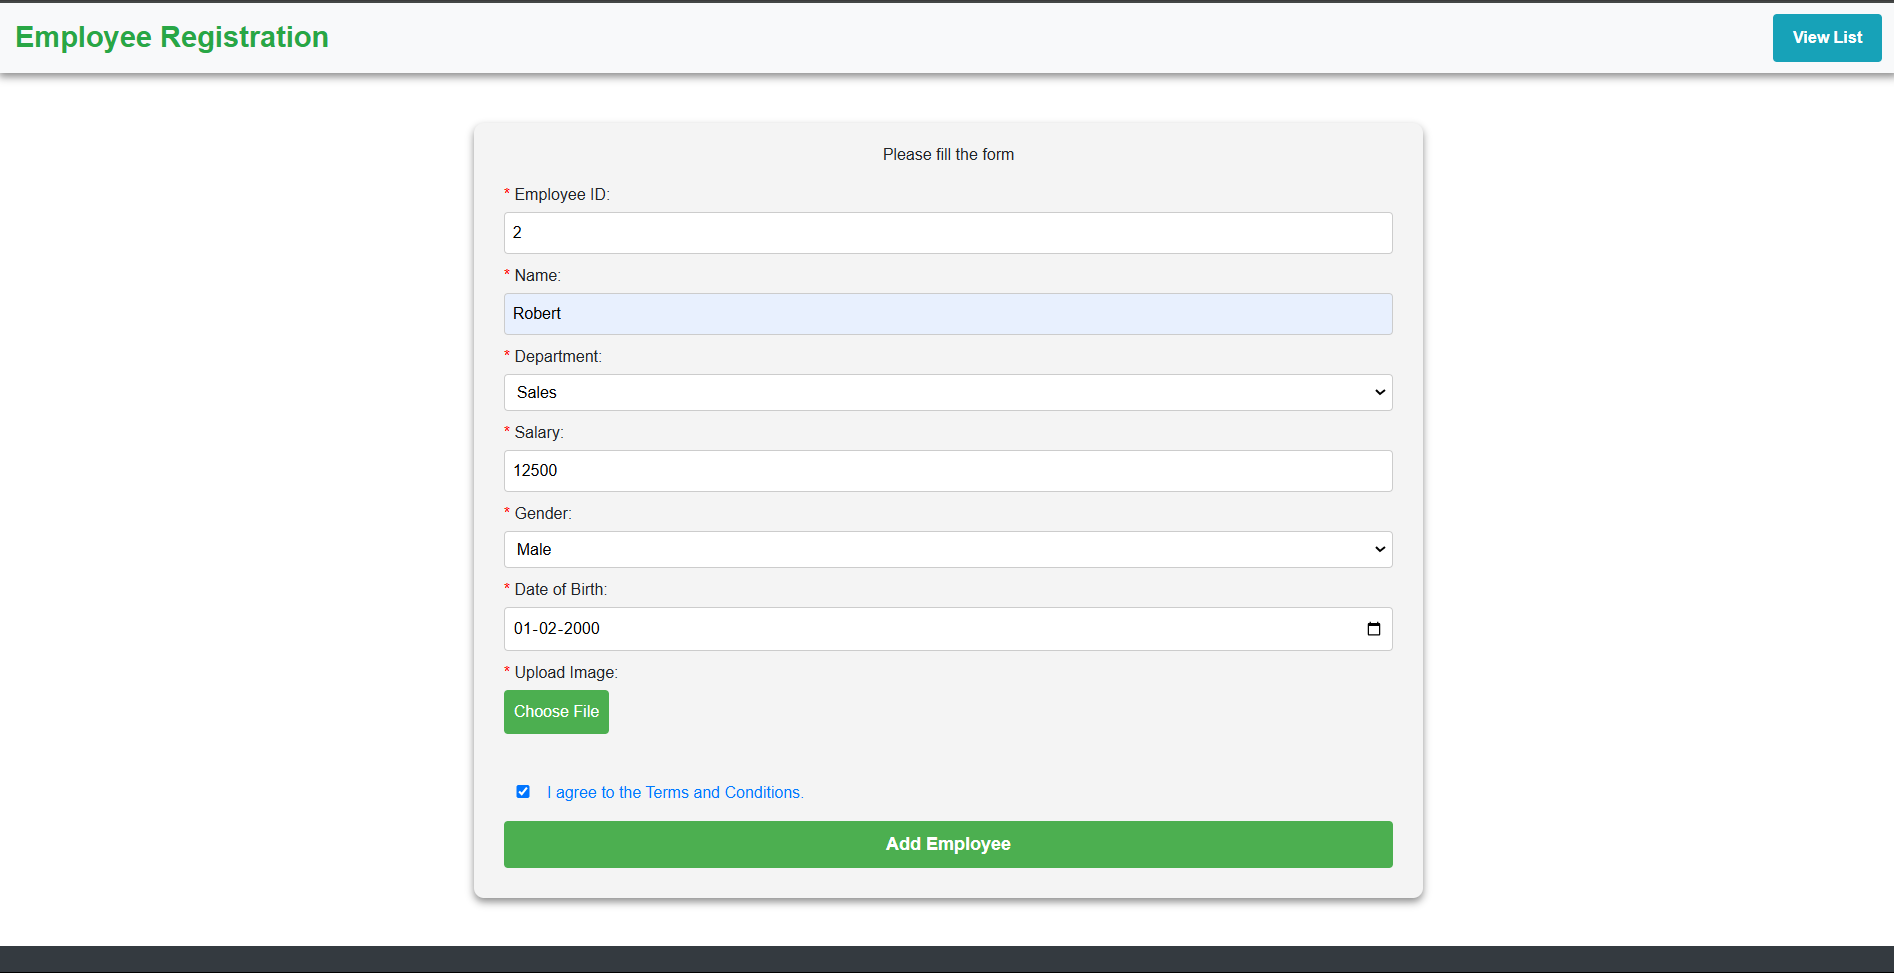 Employee Registration
View List
Please fill the form
* Employee ID:
2
* Name:
Robert
* Department:
Sales
* Salary:
12500
* Gender:
Male
* Date of Birth:
01-02-2000
* Upload Image:
Choose File
I agree to the Terms and Conditions.
Add Employee